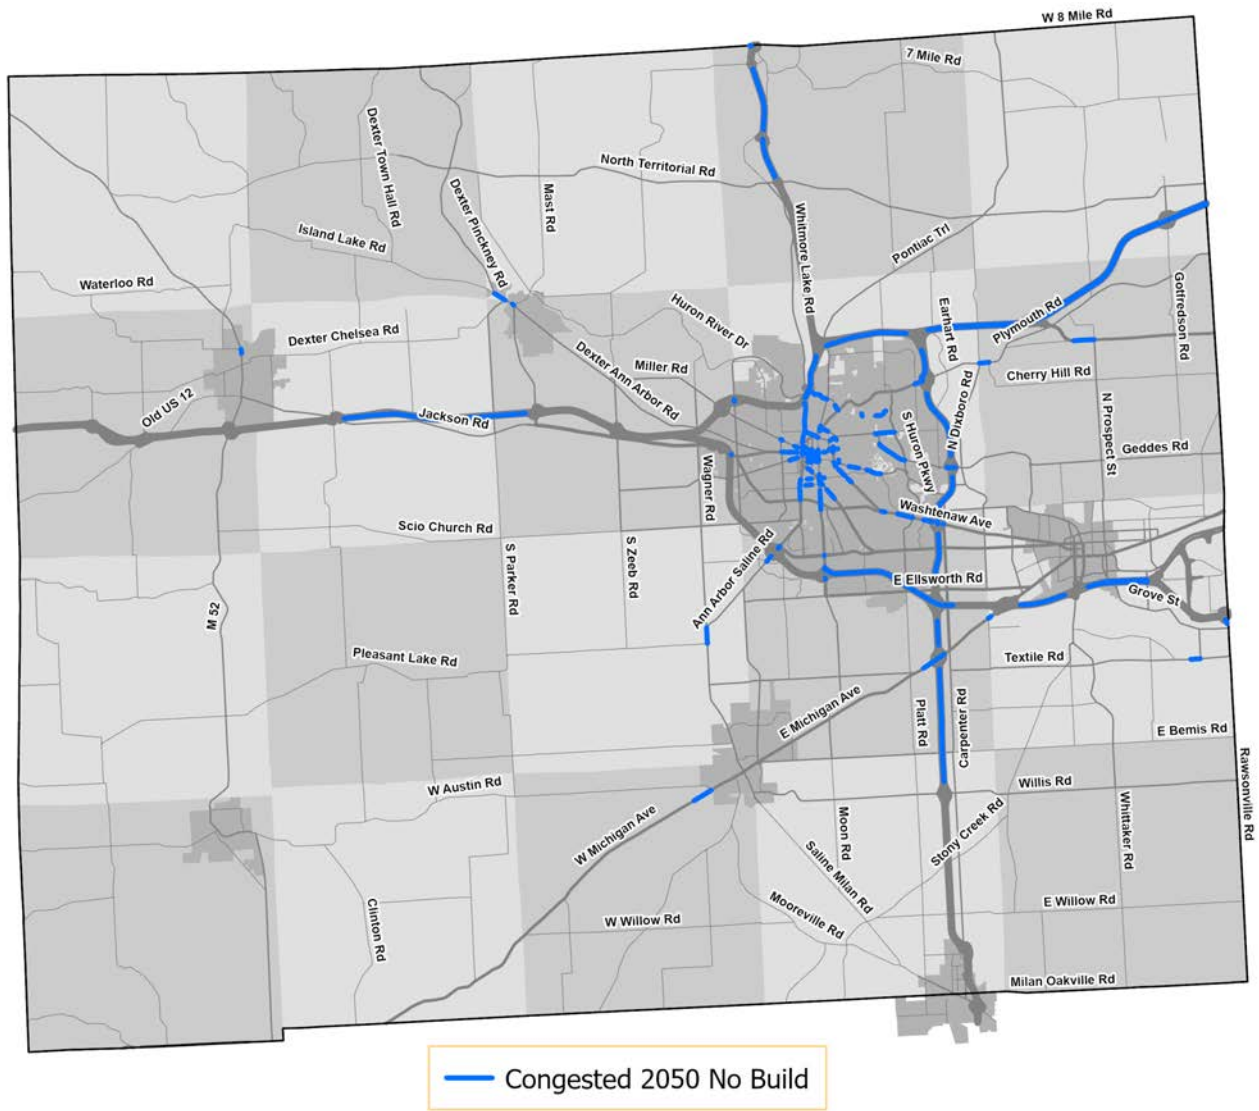 W 8 Mile Rd
7 Mile Rd
Dexter Town Hall Rd
North Territorial Rd
Dexter Pinckney Rd
Mast Rd
Whitmore Lake Rd
Island Lake Rd
Pontiac Trl
Waterloo Rd
Gotfredson Rd
Huron River Dr
Earhart Rd
Plymouth Rd
Dexter Chelsea Rd
Miller Rd
Dexter Ann Arbor Rd
Cherry Hill Rd
Old US 12
Jackson Rd
S Huron Pkwy
N Dixboro Rd
N Prospect St
Geddes Rd
Wagner Rd
Washtenaw Ave
Scio Church Rd
S Parker Rd
S Zeeb Rd
Ann Arbor Saline Rd
E Ellsworth Rd
Grove St
M 52
Pleasant Lake Rd
Textile Rd
E Michigan Ave
Platt Rd
Carpenter Rd
E Bemis Rd
W Austin Rd
Willis Rd
Rawsonville Rd
W Michigan Ave
Moon Rd
Stony Creek Rd
Whittaker Rd
Saline Milan Rd
Clinton Rd
W Willow Rd
Mooreville Rd
E Willow Rd
Milan Oakville Rd
Congested 2050 No Build